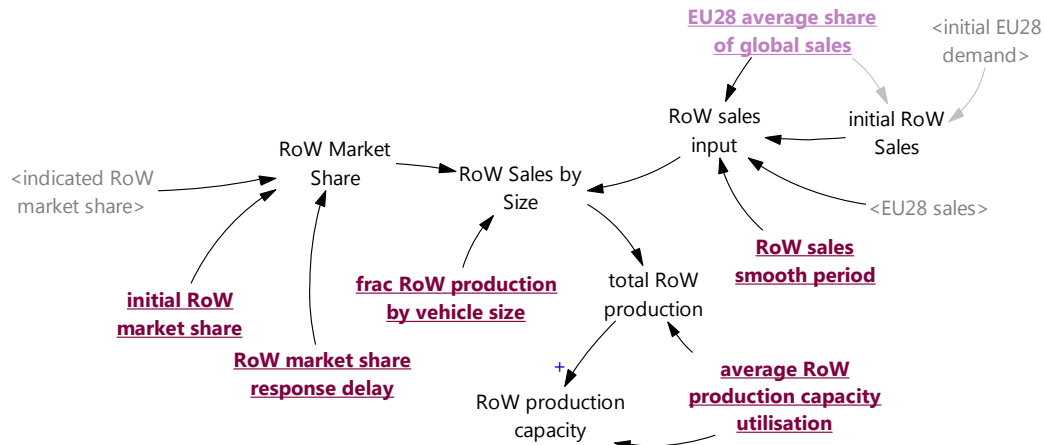 EU28 average share
of global sales
<initial EU28
demand>
RoW sales
input
initial RoW
Sales
RoW Market
Share
<indicated RoW
market share>
RoW Sales by
Size
<EU28 sales>
RoW sales
smooth period
frac RoW production
by vehicle size
total RoW
production
initial RoW
market share
RoW market share
response delay
+
average RoW
production capacity
utilisation
RoW production
capacity